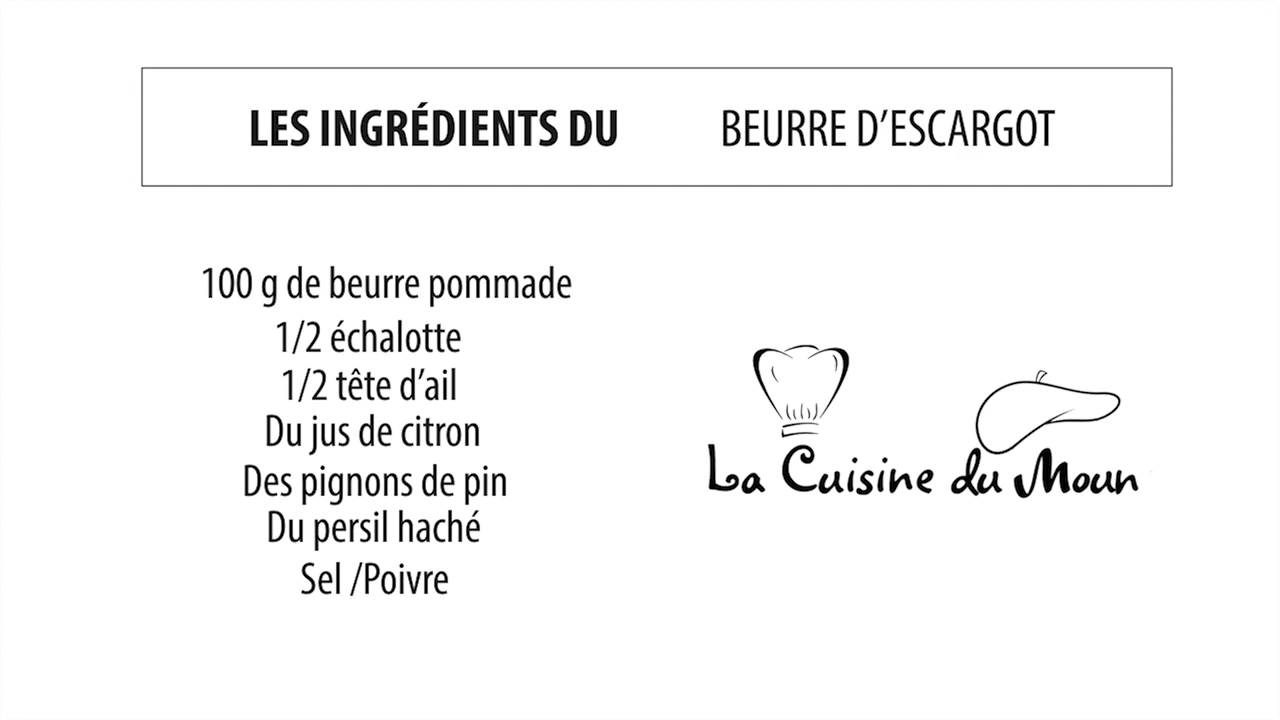 LES INGRÉDIENTS DU BEURRE D’ESCARGOT
100 g de beurre pommade
1/2 échalotte
1/2 tête d’ail
Du jus de citron
Des pignons de pin
Du persil haché
Sel /Poivre
La Cuisine du Moun